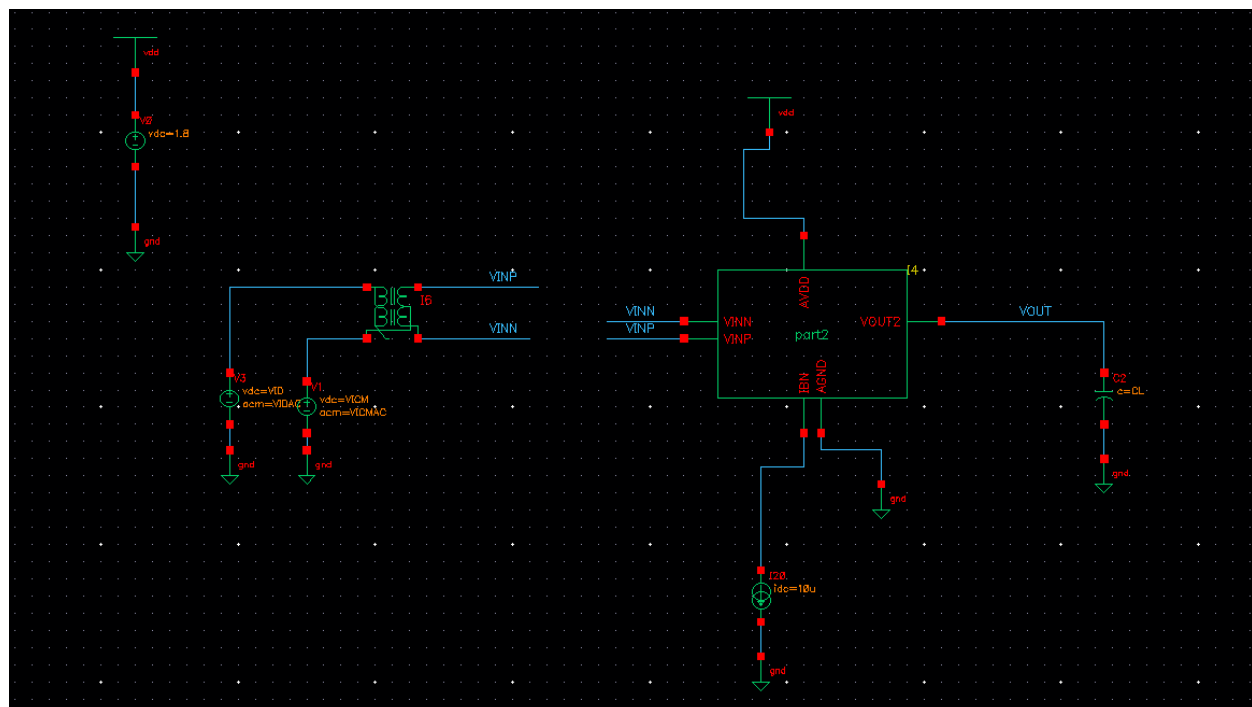 vdd
V0
vdc=1.8
gnd
vdd
I4
VINP
I6
VINN
VINN
VINP
AVDD
VINN
VINP
part2
VOUT2
IBN
AGND
VOUT
V3
vdc=VID
acm=VIDAC
gnd
V1
vdc=VICM
acm=VICMAC
gnd
C2
c=CL
gnd
gnd
I20
idc=10u
gnd